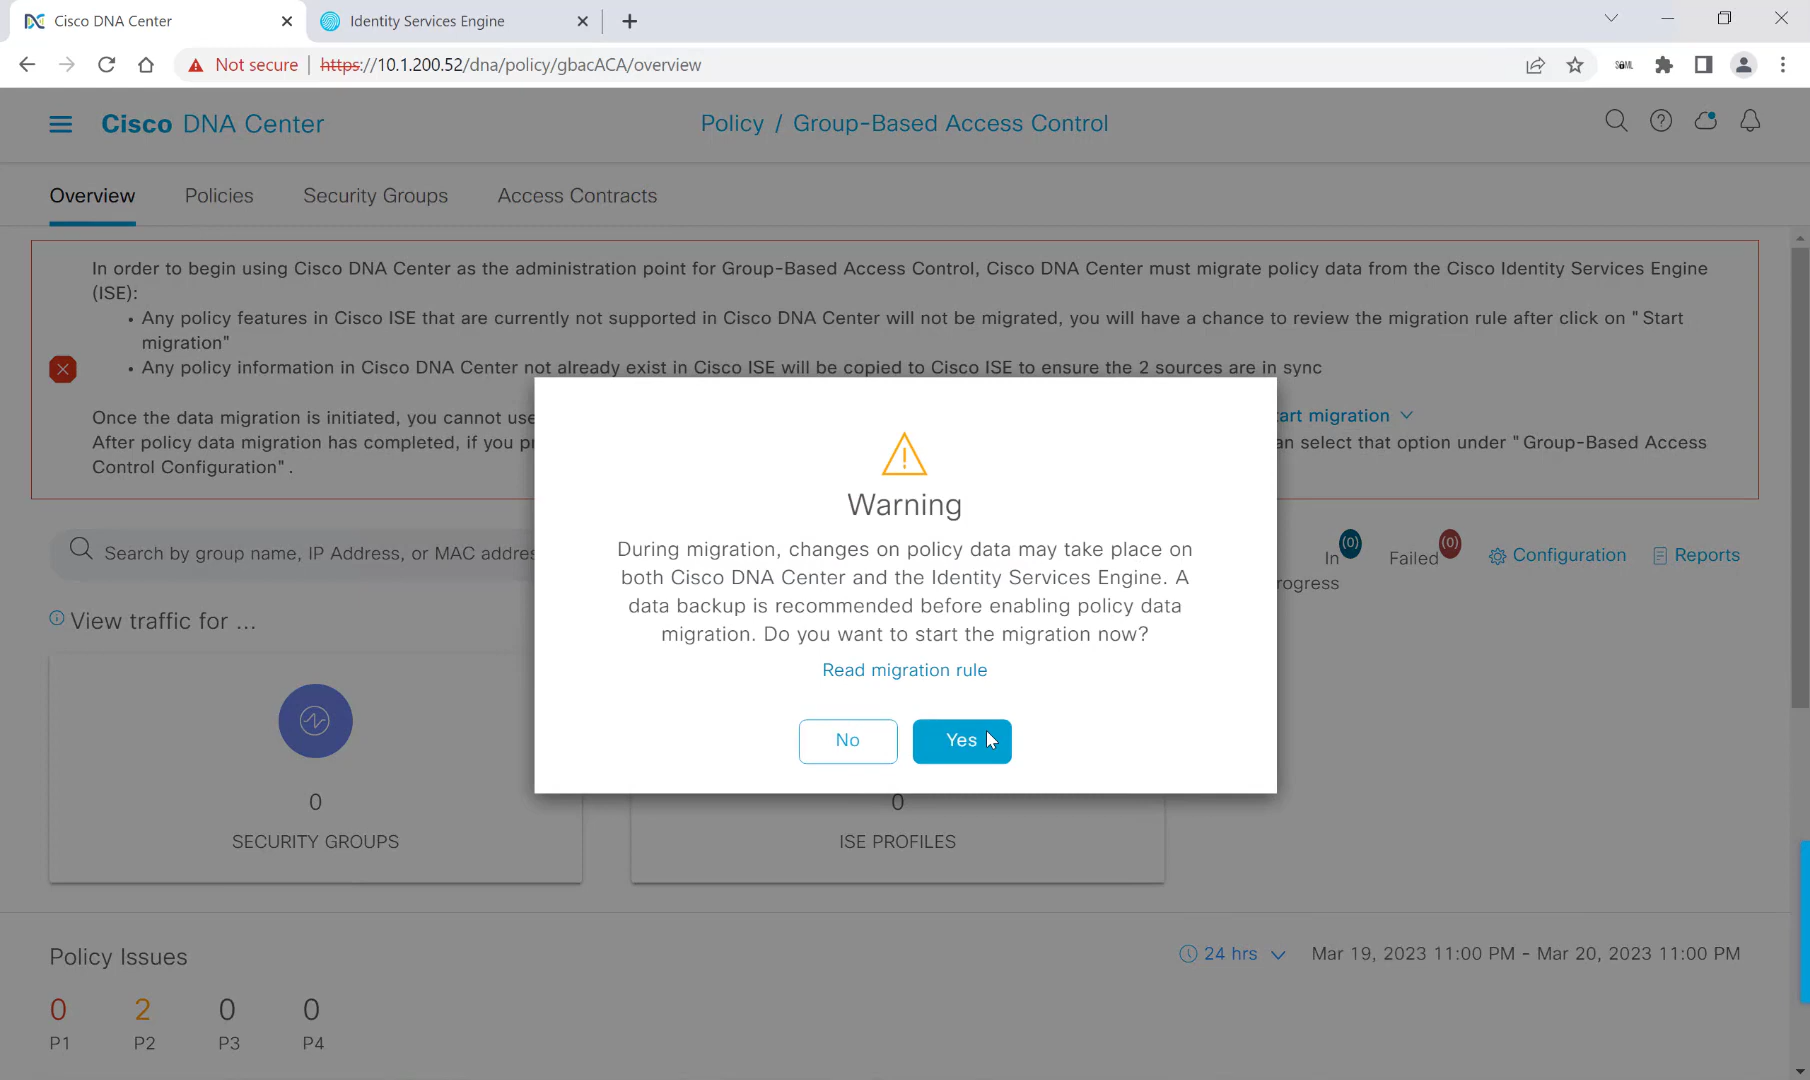 Cisco DNA Center
Identity Services Engine
Not secure https://10.1.200.52/dna/policy/gbacACA/overview
Cisco DNA Center
Policy / Group-Based Access Control
Overview Policies Security Groups Access Contracts
In order to begin using Cisco DNA Center as the administration point for Group-Based Access Control, Cisco DNA Center must migrate policy data from the Cisco Identity Services Engine
(ISE):
• Any policy features in Cisco ISE that are currently not supported in Cisco DNA Center will not be migrated, you will have a chance to review the migration rule after click on "Start
migration"
• Any policy information in Cisco DNA Center not already exist in Cisco ISE will be copied to Cisco ISE to ensure the 2 sources are in sync
Once the data migration is initiated, you cannot use
art migration
After policy data migration has completed, if you p
an select that option under "Group-Based Access
Control Configuration".
Warning
During migration, changes on policy data may take place on
both Cisco DNA Center and the Identity Services Engine. A
data backup is recommended before enabling policy data
migration. Do you want to start the migration now?
Read migration rule
No Yes
Search by group name, IP Address, or MAC addre
In (0)
rogress
Failed (0)
Configuration
Reports
View traffic for ...
0
SECURITY GROUPS
0
ISE PROFILES
Policy Issues
24 hrs Mar 19, 2023 11:00 PM - Mar 20, 2023 11:00 PM
0 2 0 0
P1 P2 P3 P4